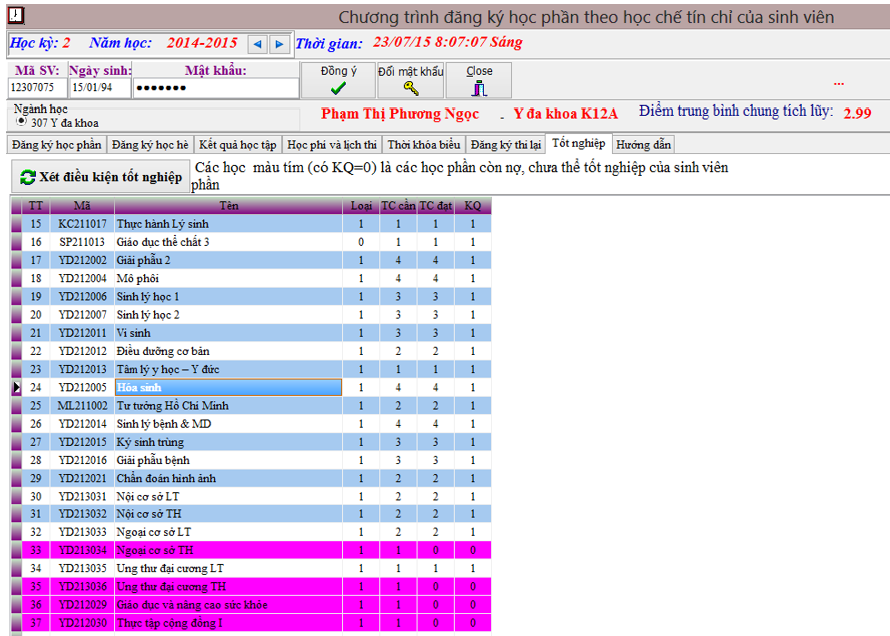 Chương trình đăng ký học phần theo học chế tín chỉ của sinh viên
Học kỳ: 2 Năm học: 2014-2015 Thời gian: 23/07/15 8:07:07 Sáng
Mã SV: Ngày sinh: Mật khẩu: Đồng ý Đổi mật khẩu Close
12307075 15/01/94 ●●●●●●● ...
Ngành học
307 Y đa khoa Phạm Thị Phương Ngọc - Y đa khoa K12A Điểm trung bình chung tích lũy: 2.99
Đăng ký học phần Đăng ký học hè Kết quả học tập Học phí và lịch thi Thời khóa biểu Đăng ký thi lại Tốt nghiệp Hướng dẫn
Xét điều kiện tốt nghiệp Các học màu tím (có KQ=0) là các học phần còn nợ, chưa thể tốt nghiệp của sinh viên
phần
TT Mã Tên Loại TC cần TC đạt KQ
15 KC211017 Thực hành Lý sinh 1 1 1 1
16 SP211013 Giáo dục thể chất 3 0 1 1 1
17 YD212002 Giải phẫu 2 1 4 4 1
18 YD212004 Mô phôi 1 4 4 1
19 YD212006 Sinh lý học 1 1 3 3 1
20 YD212007 Sinh lý học 2 1 3 3 1
21 YD212011 Vi sinh 1 3 3 1
22 YD212012 Điều dưỡng cơ bản 1 2 2 1
23 YD212013 Tâm lý y học – Y đức 1 1 1 1
24 YD212005 Hóa sinh 1 4 4 1
25 ML211002 Tư tưởng Hồ Chí Minh 1 2 2 1
26 YD212014 Sinh lý bệnh & MD 1 4 4 1
27 YD212015 Ký sinh trùng 1 3 3 1
28 YD212016 Giải phẫu bệnh 1 3 3 1
29 YD212021 Chẩn đoán hình ảnh 1 2 2 1
30 YD213031 Nội cơ sở LT 1 2 2 1
31 YD213032 Nội cơ sở TH 1 2 2 1
32 YD213033 Ngoại cơ sở LT 1 2 2 1
33 YD213034 Ngoại cơ sở TH 1 1 0 0
34 YD213035 Ung thư đại cương LT 1 1 1 1
35 YD213036 Ung thư đại cương TH 1 1 0 0
36 YD212029 Giáo dục và nâng cao sức khỏe 1 1 0 0
37 YD212030 Thực tập cộng đồng I 1 1 0 0